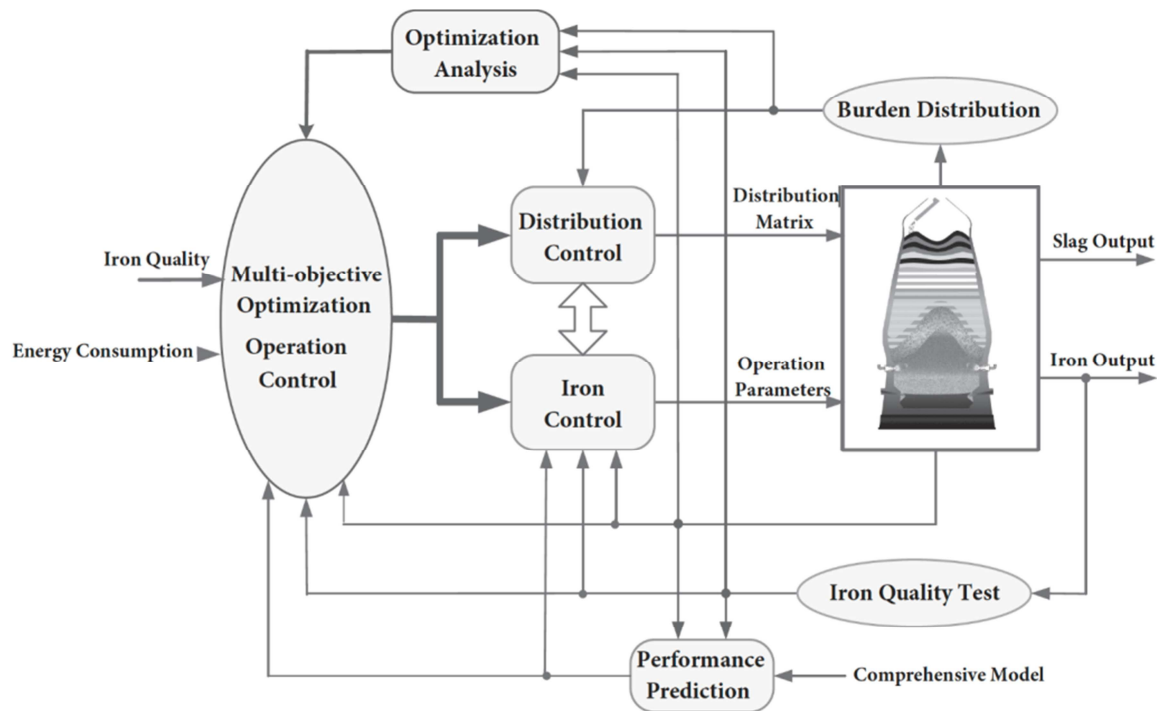 Optimization
Analysis
Burden Distribution
Distribution
Matrix
Distribution
Control
Slag Output
Iron Quality
Multi-objective
Optimization
Operation
Control
Energy Consumption
Iron
Control
Operation
Parameters
Iron Output
Iron Quality Test
Performance
Prediction
Comprehensive Model